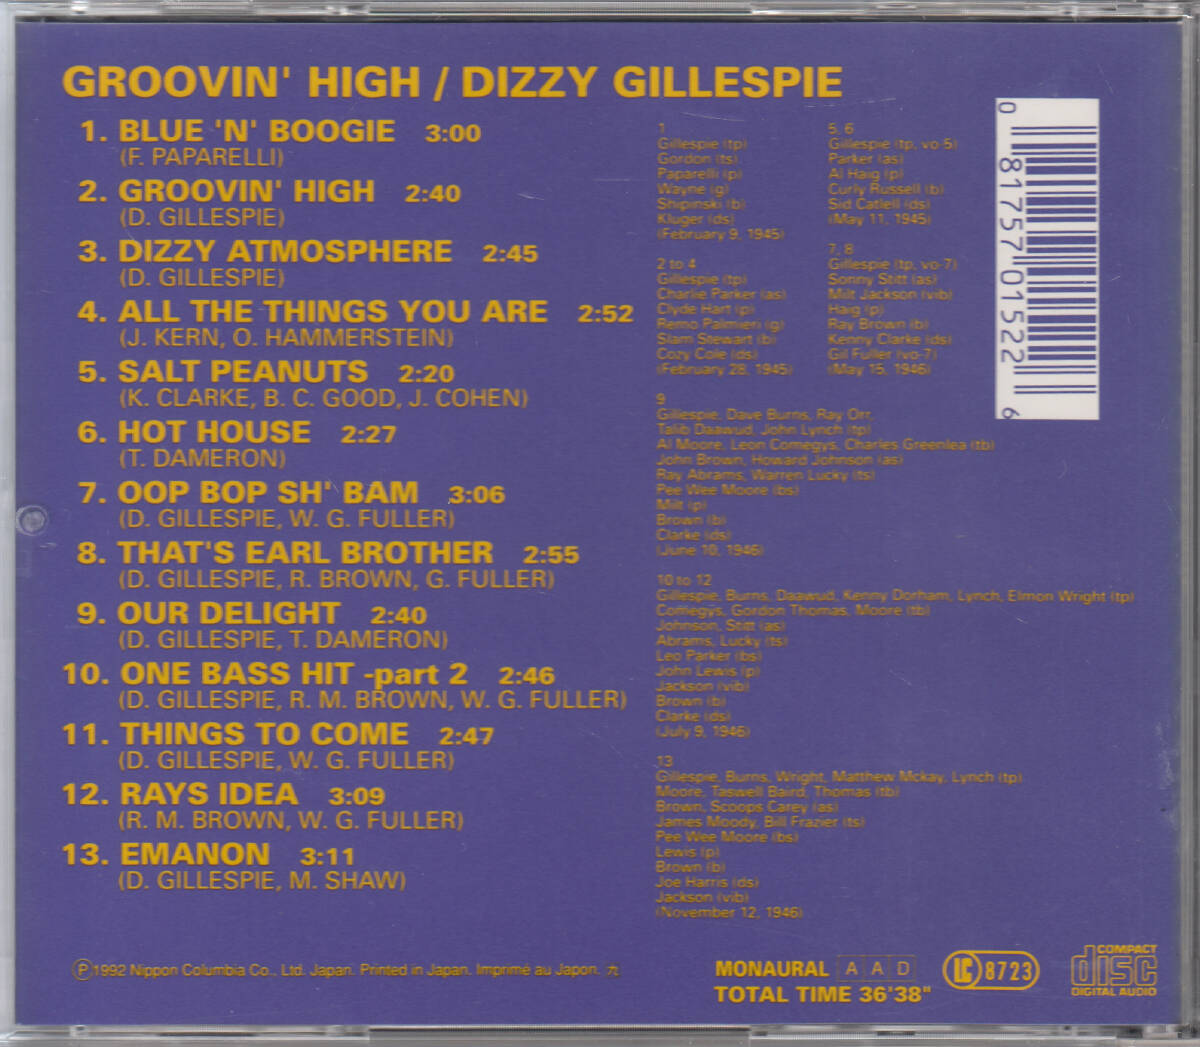 GROOVIN' HIGH / DIZZY GILLESPIE
1. BLUE 'N' BOOGIE 3:00
(F. PAPARELLI)
2. GROOVIN' HIGH 2:40
(D. GILLESPIE)
3. DIZZY ATMOSPHERE 2:45
(D. GILLESPIE)
4. ALL THE THINGS YOU ARE 2:52
(J. KERN, O. HAMMERSTEIN)
5. SALT PEANUTS 2:20
(K. CLARKE, B. C. GOOD, J. COHEN)
6. HOT HOUSE 2:27
(T. DAMERON)
7. OOP BOP SH' BAM 3:06
(D. GILLESPIE, W. G. FULLER)
8. THAT'S EARL BROTHER 2:55
(D. GILLESPIE, R. BROWN, G. FULLER)
9. OUR DELIGHT 2:40
(D. GILLESPIE, T. DAMERON)
10. ONE BASS HIT -part 2 2:46
(D. GILLESPIE, R. M. BROWN, W. G. FULLER)
11. THINGS TO COME 2:47
(D. GILLESPIE, W. G. FULLER)
12. RAYS IDEA 3:09
(R. M. BROWN, W. G. FULLER)
13. EMANON 3:11
(D. GILLESPIE, M. SHAW)
1
Gillespie (tp)
Gordon (ts)
Paparelli (p)
Wayne (g)
Shipinski (b)
Kluger (ds)
(February 9, 1945)
2 to 4
Gillespie (tp)
Charlie Parker (as)
Clyde Hart (p)
Remo Palmieri (g)
Slam Stewart (b)
Cozy Cole (ds)
(February 28, 1945)
5, 6
Gillespie (tp, vo-5)
Parker (as)
Al Haig (p)
Curly Russell (b)
Sid Catlell (ds)
(May 11, 1945)
7, 8
Gillespie (tp, vo-7)
Sonny Stitt (as)
Milt Jackson (vib)
Haig (p)
Ray Brown (b)
Kenny Clarke (ds)
Gil Fuller (vo-7)
(May 15, 1946)
9
Gillespie, Dave Burns, Ray Orr,
Talib Daawud, John Lynch (tp)
Al Moore, Leon Comegys, Charles Greenlea (tb)
John Brown, Howard Johnson (as)
Ray Abrams, Warren Lucky (ts)
Pee Wee Moore (bs)
Milt (p)
Brown (b)
Clarke (ds)
(June 10, 1946)
10 to 12
Gillespie, Burns, Daawud, Kenny Dorham, Lynch, Elmon Wright (tp)
Comegys, Gordon Thomas, Moore (tb)
Johnson, Stitt (as)
Abrams, Lucky (ts)
Leo Parker (bs)
John Lewis (p)
Jackson (vib)
Brown (b)
Clarke (ds)
(July 9, 1946)
13
Gillespie, Burns, Wright, Matthew Mckay, Lynch (tp)
Moore, Taswell Baird, Thomas (tb)
Brown, Scoops Carey (as)
James Moody, Bill Frazier (ts)
Pee Wee Moore (bs)
Lewis (p)
Brown (b)
Joe Harris (ds)
Jackson (vib)
(November 12, 1946)
0 81757 01522 6
Ⓟ1992 Nippon Columbia Co., Ltd. Japan. Printed in Japan. Imprimé au Japon. カ
MONAURAL A A D
TOTAL TIME 36'38"
LC 8723
COMPACT
disc
DIGITAL AUDIO